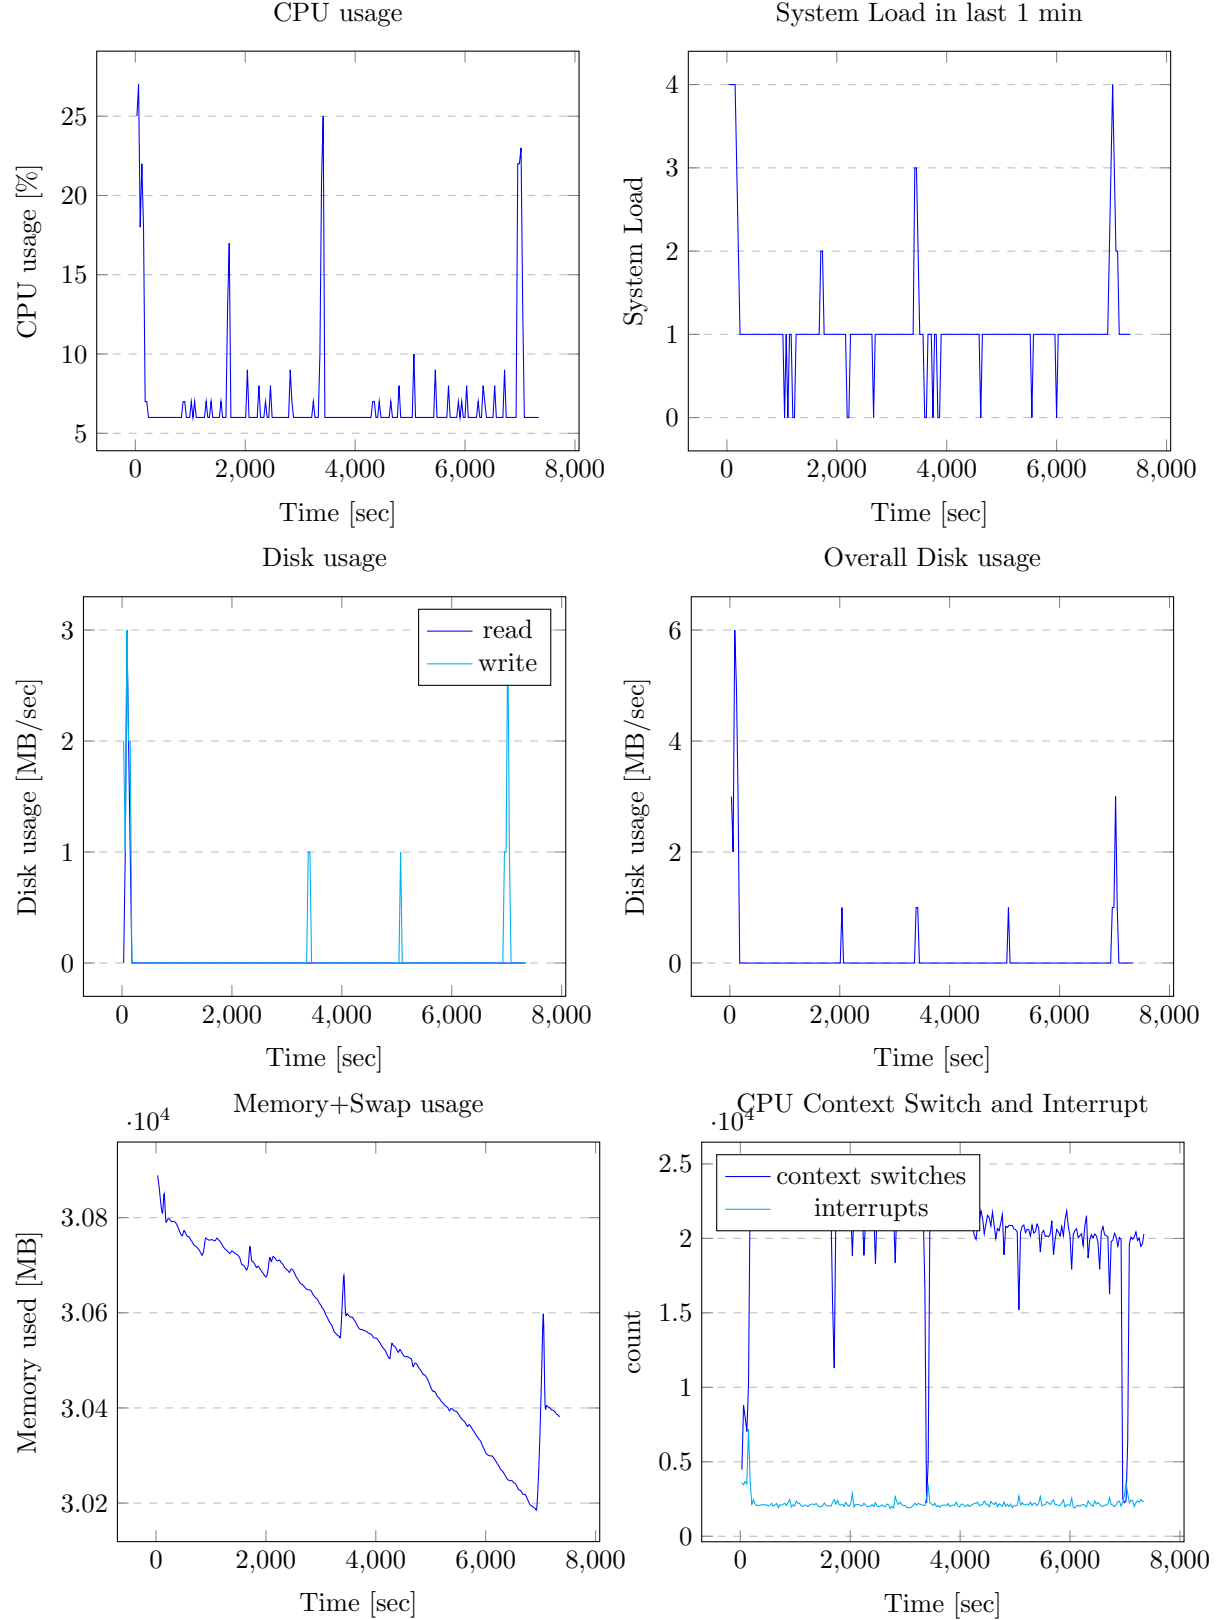 CPU usage
25
20
15
10
5
CPU usage [%]
0 2,000 4,000 6,000 8,000
Time [sec]
System Load in last 1 min
4
3
2
1
0
System Load
0 2,000 4,000 6,000 8,000
Time [sec]
Disk usage
read
write
3
2
1
0
Disk usage [MB/sec]
0 2,000 4,000 6,000 8,000
Time [sec]
Overall Disk usage
6
4
2
0
Disk usage [MB/sec]
0 2,000 4,000 6,000 8,000
Time [sec]
Memory+Swap usage
·10⁴
3.08
3.06
3.04
3.02
Memory used [MB]
0 2,000 4,000 6,000 8,000
Time [sec]
CPU Context Switch and Interrupt
·10⁴
context switches
interrupts
2.5
2
1.5
1
0.5
0
count
0 2,000 4,000 6,000 8,000
Time [sec]